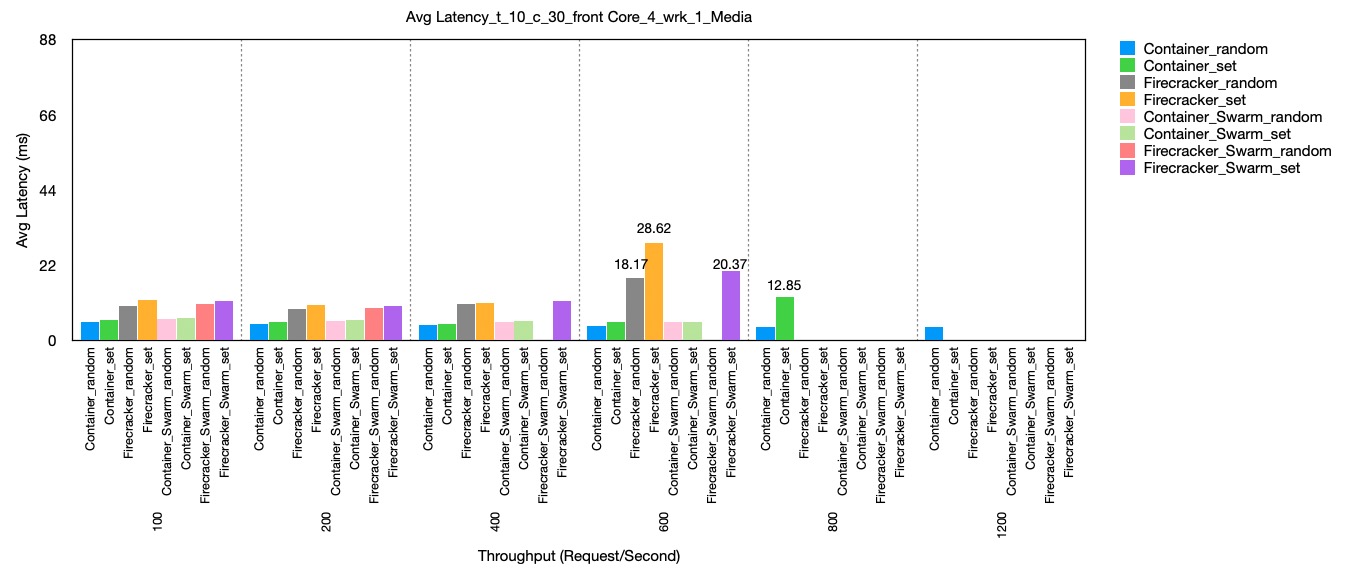 Avg Latency_t_10_c_30_front Core_4_wrk_1_Media
Avg Latency (ms)
88
66
44
22
0
18.17
28.62
20.37
12.85
Container_random
Container_set
Firecracker_random
Firecracker_set
Container_Swarm_random
Container_Swarm_set
Firecracker_Swarm_random
Firecracker_Swarm_set
100
Container_random
Container_set
Firecracker_random
Firecracker_set
Container_Swarm_random
Container_Swarm_set
Firecracker_Swarm_random
Firecracker_Swarm_set
200
Container_random
Container_set
Firecracker_random
Firecracker_set
Container_Swarm_random
Container_Swarm_set
Firecracker_Swarm_random
Firecracker_Swarm_set
400
Container_random
Container_set
Firecracker_random
Firecracker_set
Container_Swarm_random
Container_Swarm_set
Firecracker_Swarm_random
Firecracker_Swarm_set
600
Container_random
Container_set
Firecracker_random
Firecracker_set
Container_Swarm_random
Container_Swarm_set
Firecracker_Swarm_random
Firecracker_Swarm_set
800
Container_random
Container_set
Firecracker_random
Firecracker_set
Container_Swarm_random
Container_Swarm_set
Firecracker_Swarm_random
Firecracker_Swarm_set
1200
Throughput (Request/Second)
Container_random
Container_set
Firecracker_random
Firecracker_set
Container_Swarm_random
Container_Swarm_set
Firecracker_Swarm_random
Firecracker_Swarm_set